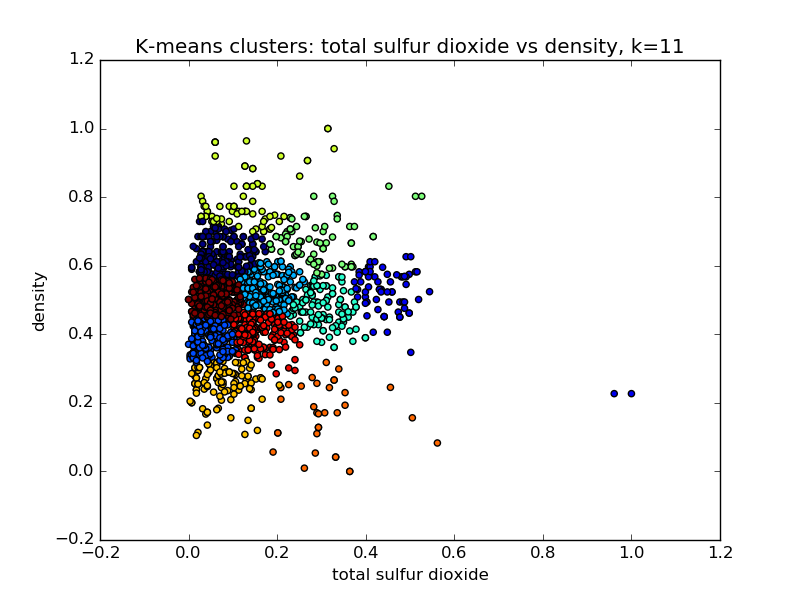 K-means clusters: total sulfur dioxide vs density, k=11
1.2
1.0
0.8
0.6
0.4
0.2
0.0
−0.2
density
−0.2 0.0 0.2 0.4 0.6 0.8 1.0 1.2
total sulfur dioxide